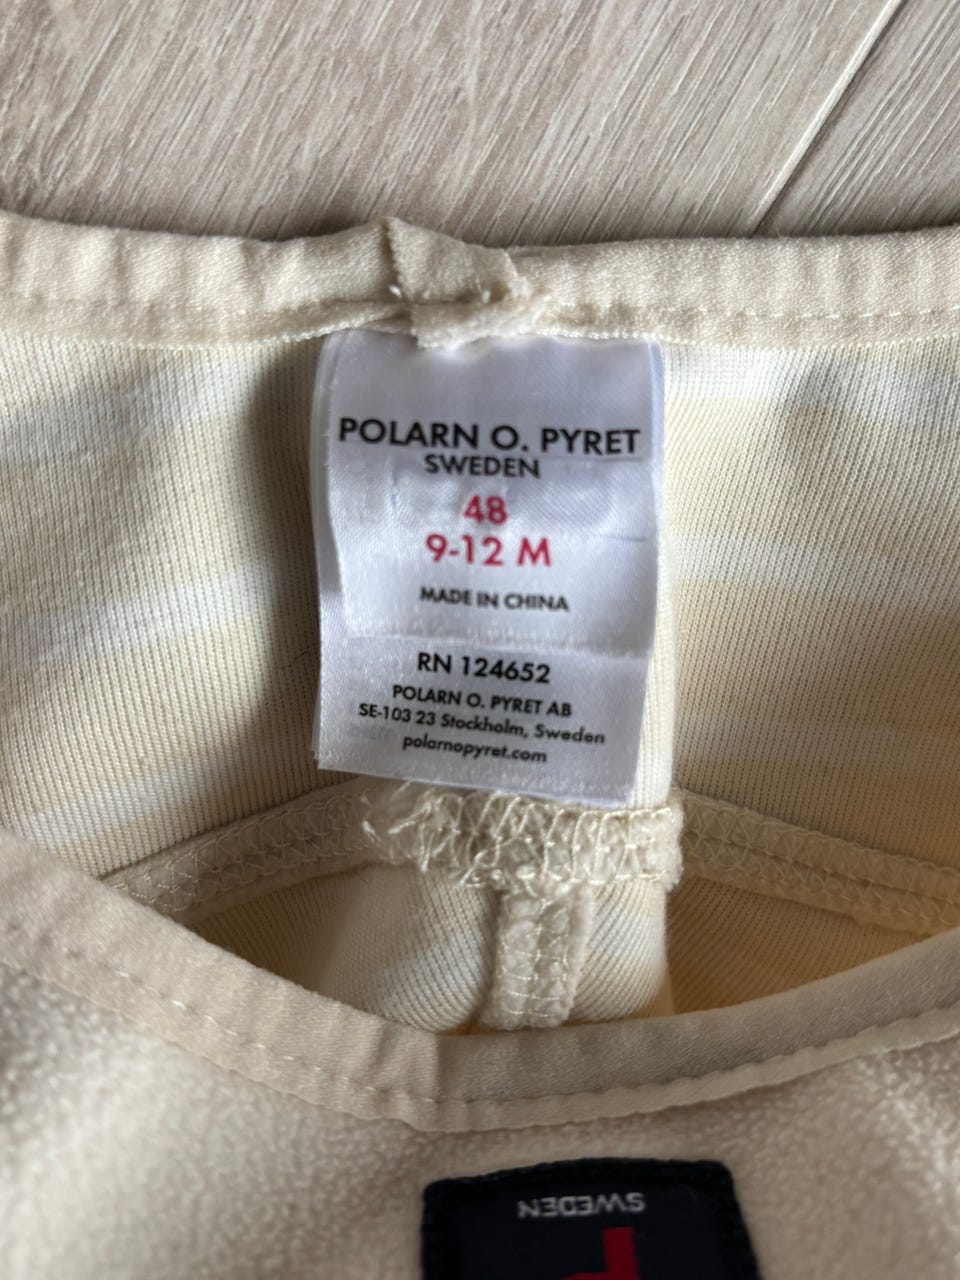 POLARN O. PYRET
SWEDEN
48
9-12 M
MADE IN CHINA
RN 124652
POLARN O. PYRET AB
SE-103 23 Stockholm, Sweden
polarnopyret.com
SWEDEN